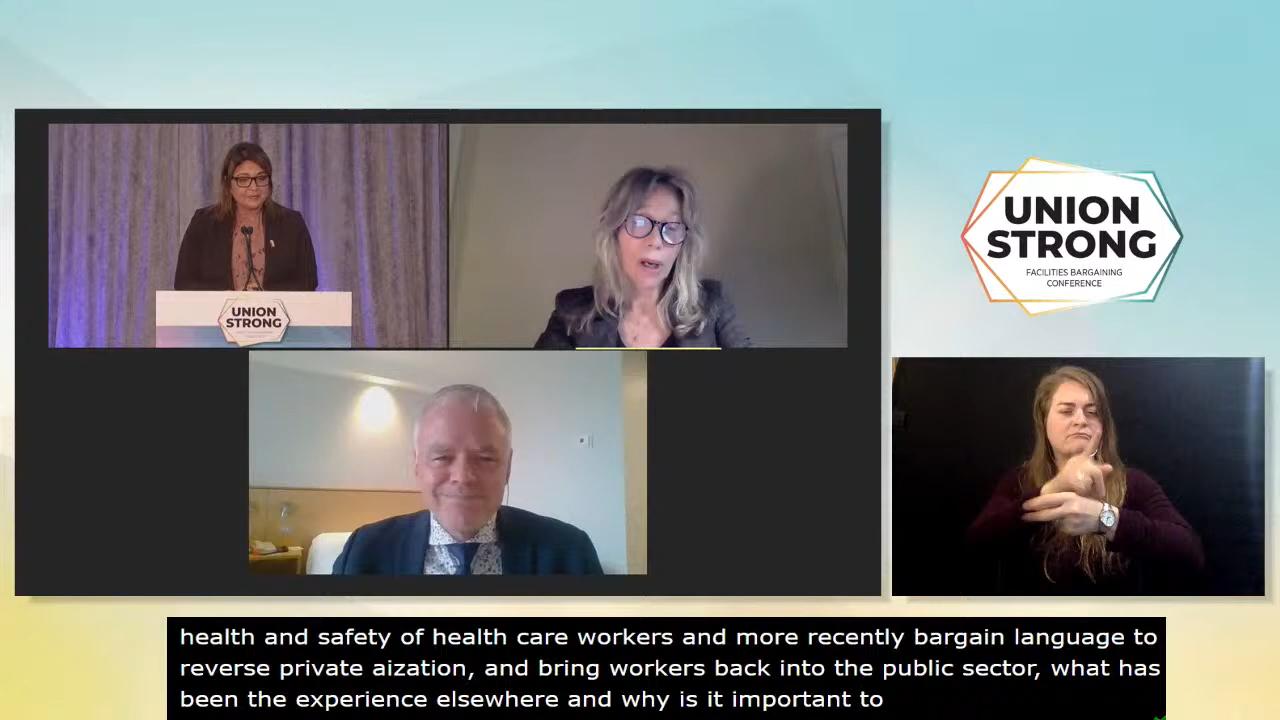 UNION
STRONG
UNION
STRONG
FACILITIES BARGAINING
CONFERENCE
health and safety of health care workers and more recently bargain language to
reverse private aization, and bring workers back into the public sector, what has
been the experience elsewhere and why is it important to